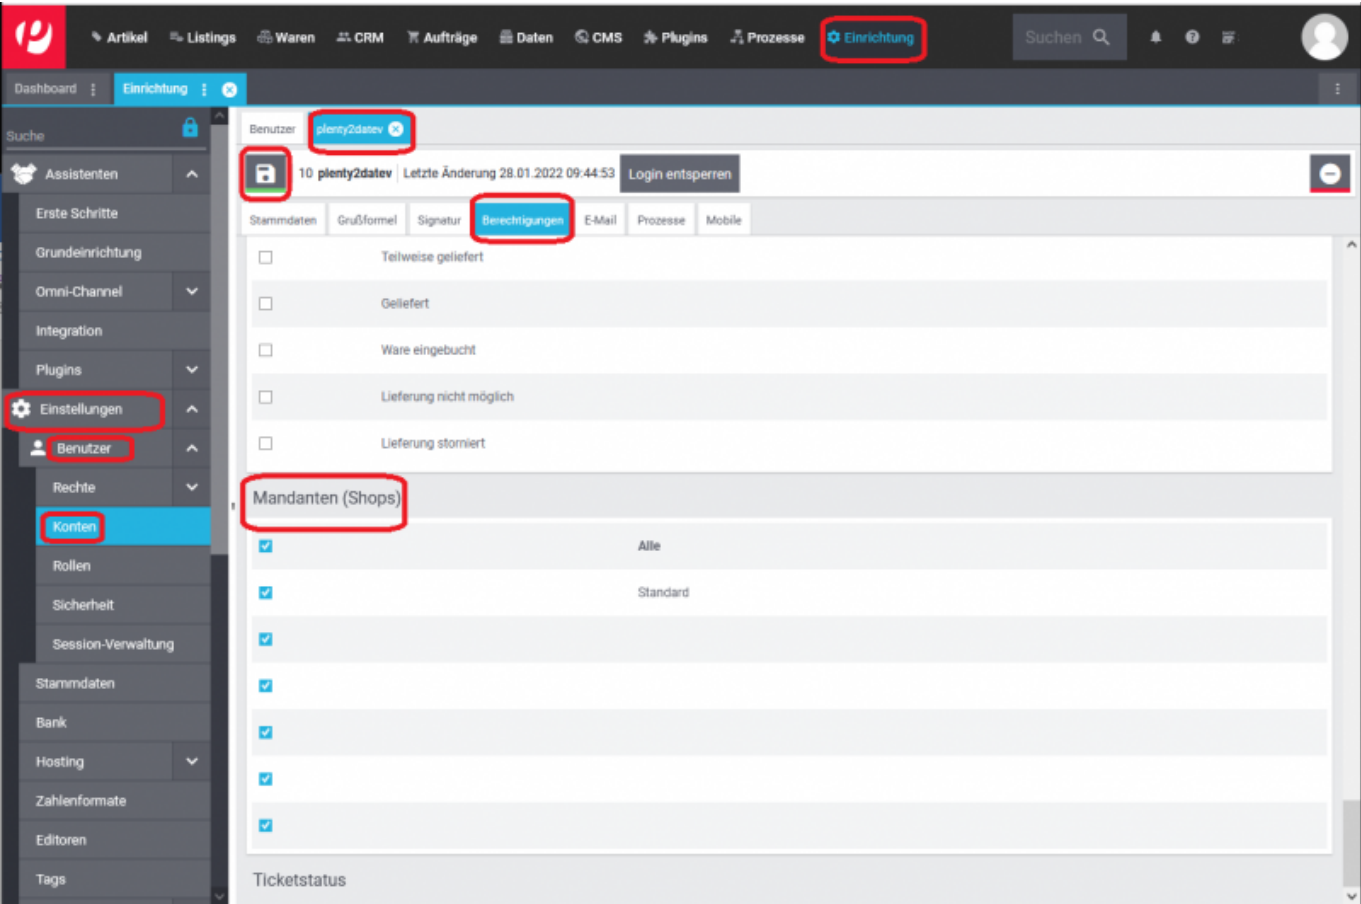 Artikel Listings Waren CRM Aufträge Daten CMS Plugins Prozesse Einrichtung Suchen
Dashboard Einrichtung
Suche
Assistenten
Erste Schritte
Grundeinrichtung
Omni-Channel
Integration
Plugins
Einstellungen
Benutzer
Rechte
Konten
Rollen
Sicherheit
Session-Verwaltung
Stammdaten
Bank
Hosting
Zahlenformate
Editoren
Tags
Benutzer plenty2datev
10 plenty2datev Letzte Änderung 28.01.2022 09:44:53 Login entsperren
Stammdaten Grußformel Signatur Berechtigungen E-Mail Prozesse Mobile
Teilweise geliefert
Geliefert
Ware eingebucht
Lieferung nicht möglich
Lieferung storniert
Mandanten (Shops)
Alle
Standard
Ticketstatus